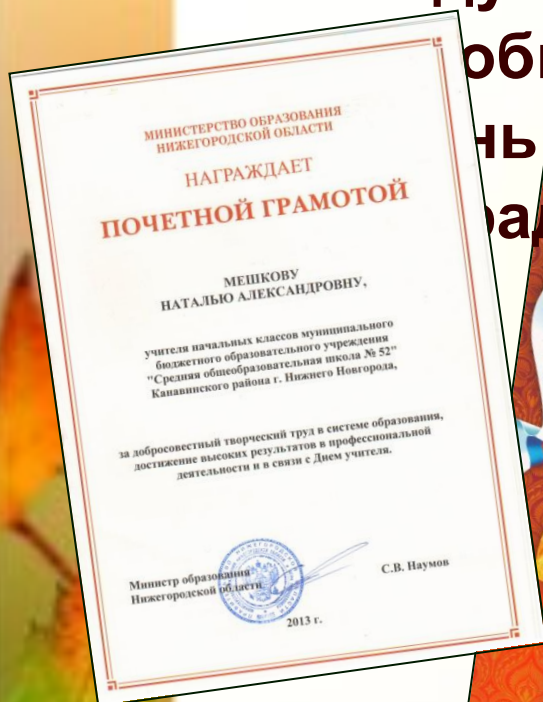 МИНИСТЕРСТВО ОБРАЗОВАНИЯ
НИЖЕГОРОДСКОЙ ОБЛАСТИ
НАГРАЖДАЕТ
ПОЧЕТНОЙ ГРАМОТОЙ
МЕШКОВУ
НАТАЛЬЮ АЛЕКСАНДРОВНУ,
учителя начальных классов муниципального
бюджетного образовательного учреждения
"Средняя общеобразовательная школа № 52"
Канавинского района г. Нижнего Новгорода,
за добросовестный творческий труд в системе образования,
достижение высоких результатов в профессиональной
деятельности и в связи с Днем учителя.
Министр образования
Нижегородской области
С.В. Наумов
2013 г.